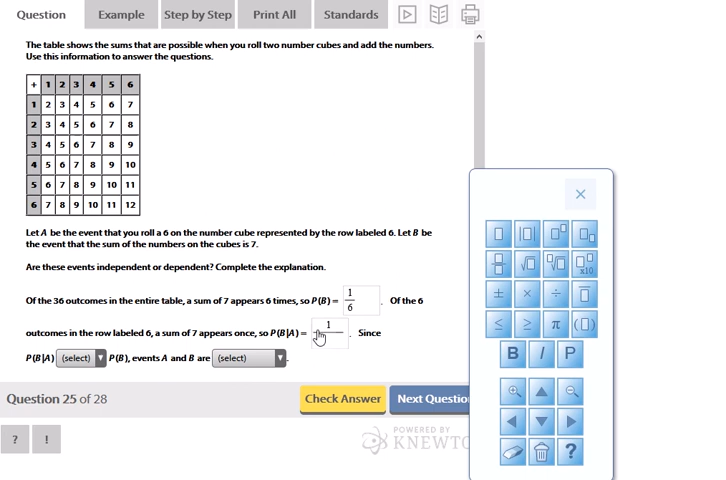 Question Example Step by Step Print All Standards
The table shows the sums that are possible when you roll two number cubes and add the numbers.
Use this information to answer the questions.
+ 1 2 3 4 5 6
1 2 3 4 5 6 7
2 3 4 5 6 7 8
3 4 5 6 7 8 9
4 5 6 7 8 9 10
5 6 7 8 9 10 11
6 7 8 9 10 11 12
Let A be the event that you roll a 6 on the number cube represented by the row labeled 6. Let B be
the event that the sum of the numbers on the cubes is 7.
Are these events independent or dependent? Complete the explanation.
Of the 36 outcomes in the entire table, a sum of 7 appears 6 times, so P(B) = 1/6 . Of the 6
outcomes in the row labeled 6, a sum of 7 appears once, so P(B|A) = 1 . Since
P(B|A) (select) P(B), events A and B are (select) .
Question 25 of 28 Check Answer Next Questio
? !
POWERED BY
KNEWTO
×
x10
± × ÷
≤ ≥ π (□)
B I P
?